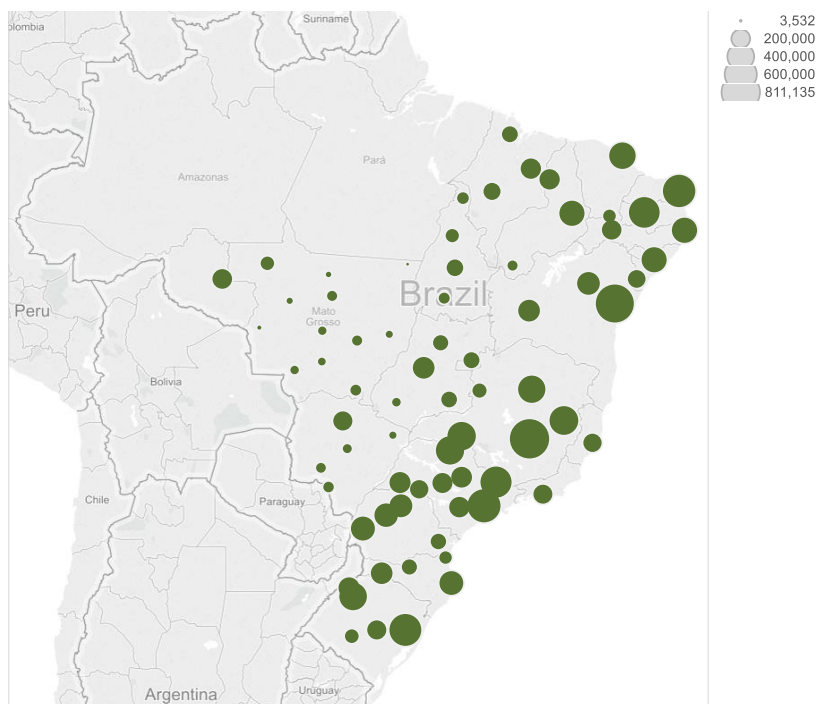 Suriname
olombia
3,532
200,000
400,000
600,000
811,135
Pará
Amazonas
Brazil
Peru
Mato
Grosso
Bolivia
Chile
Paraguay
Argentina
Uruguay